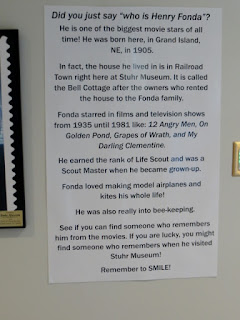 Did you just say "who is Henry Fonda"?
He is one of the biggest movie stars of all
time! He was born here, in Grand Island,
NE, in 1905.
In fact, the house he lived in is in Railroad
Town right here at Stuhr Museum. It is called
the Bell Cottage after the owners who rented
the house to the Fonda family.
Fonda starred in films and television shows
from 1935 until 1981 like: 12 Angry Men, On
Golden Pond, Grapes of Wrath, and My
Darling Clementine.
He earned the rank of Life Scout and was a
Scout Master when he became grown-up.
Fonda loved making model airplanes and
kites his whole life!
He was also really into bee-keeping.
See if you can find someone who remembers
him from the movies. If you are lucky, you might
find someone who remembers when he visited
Stuhr Museum!
Remember to SMILE!